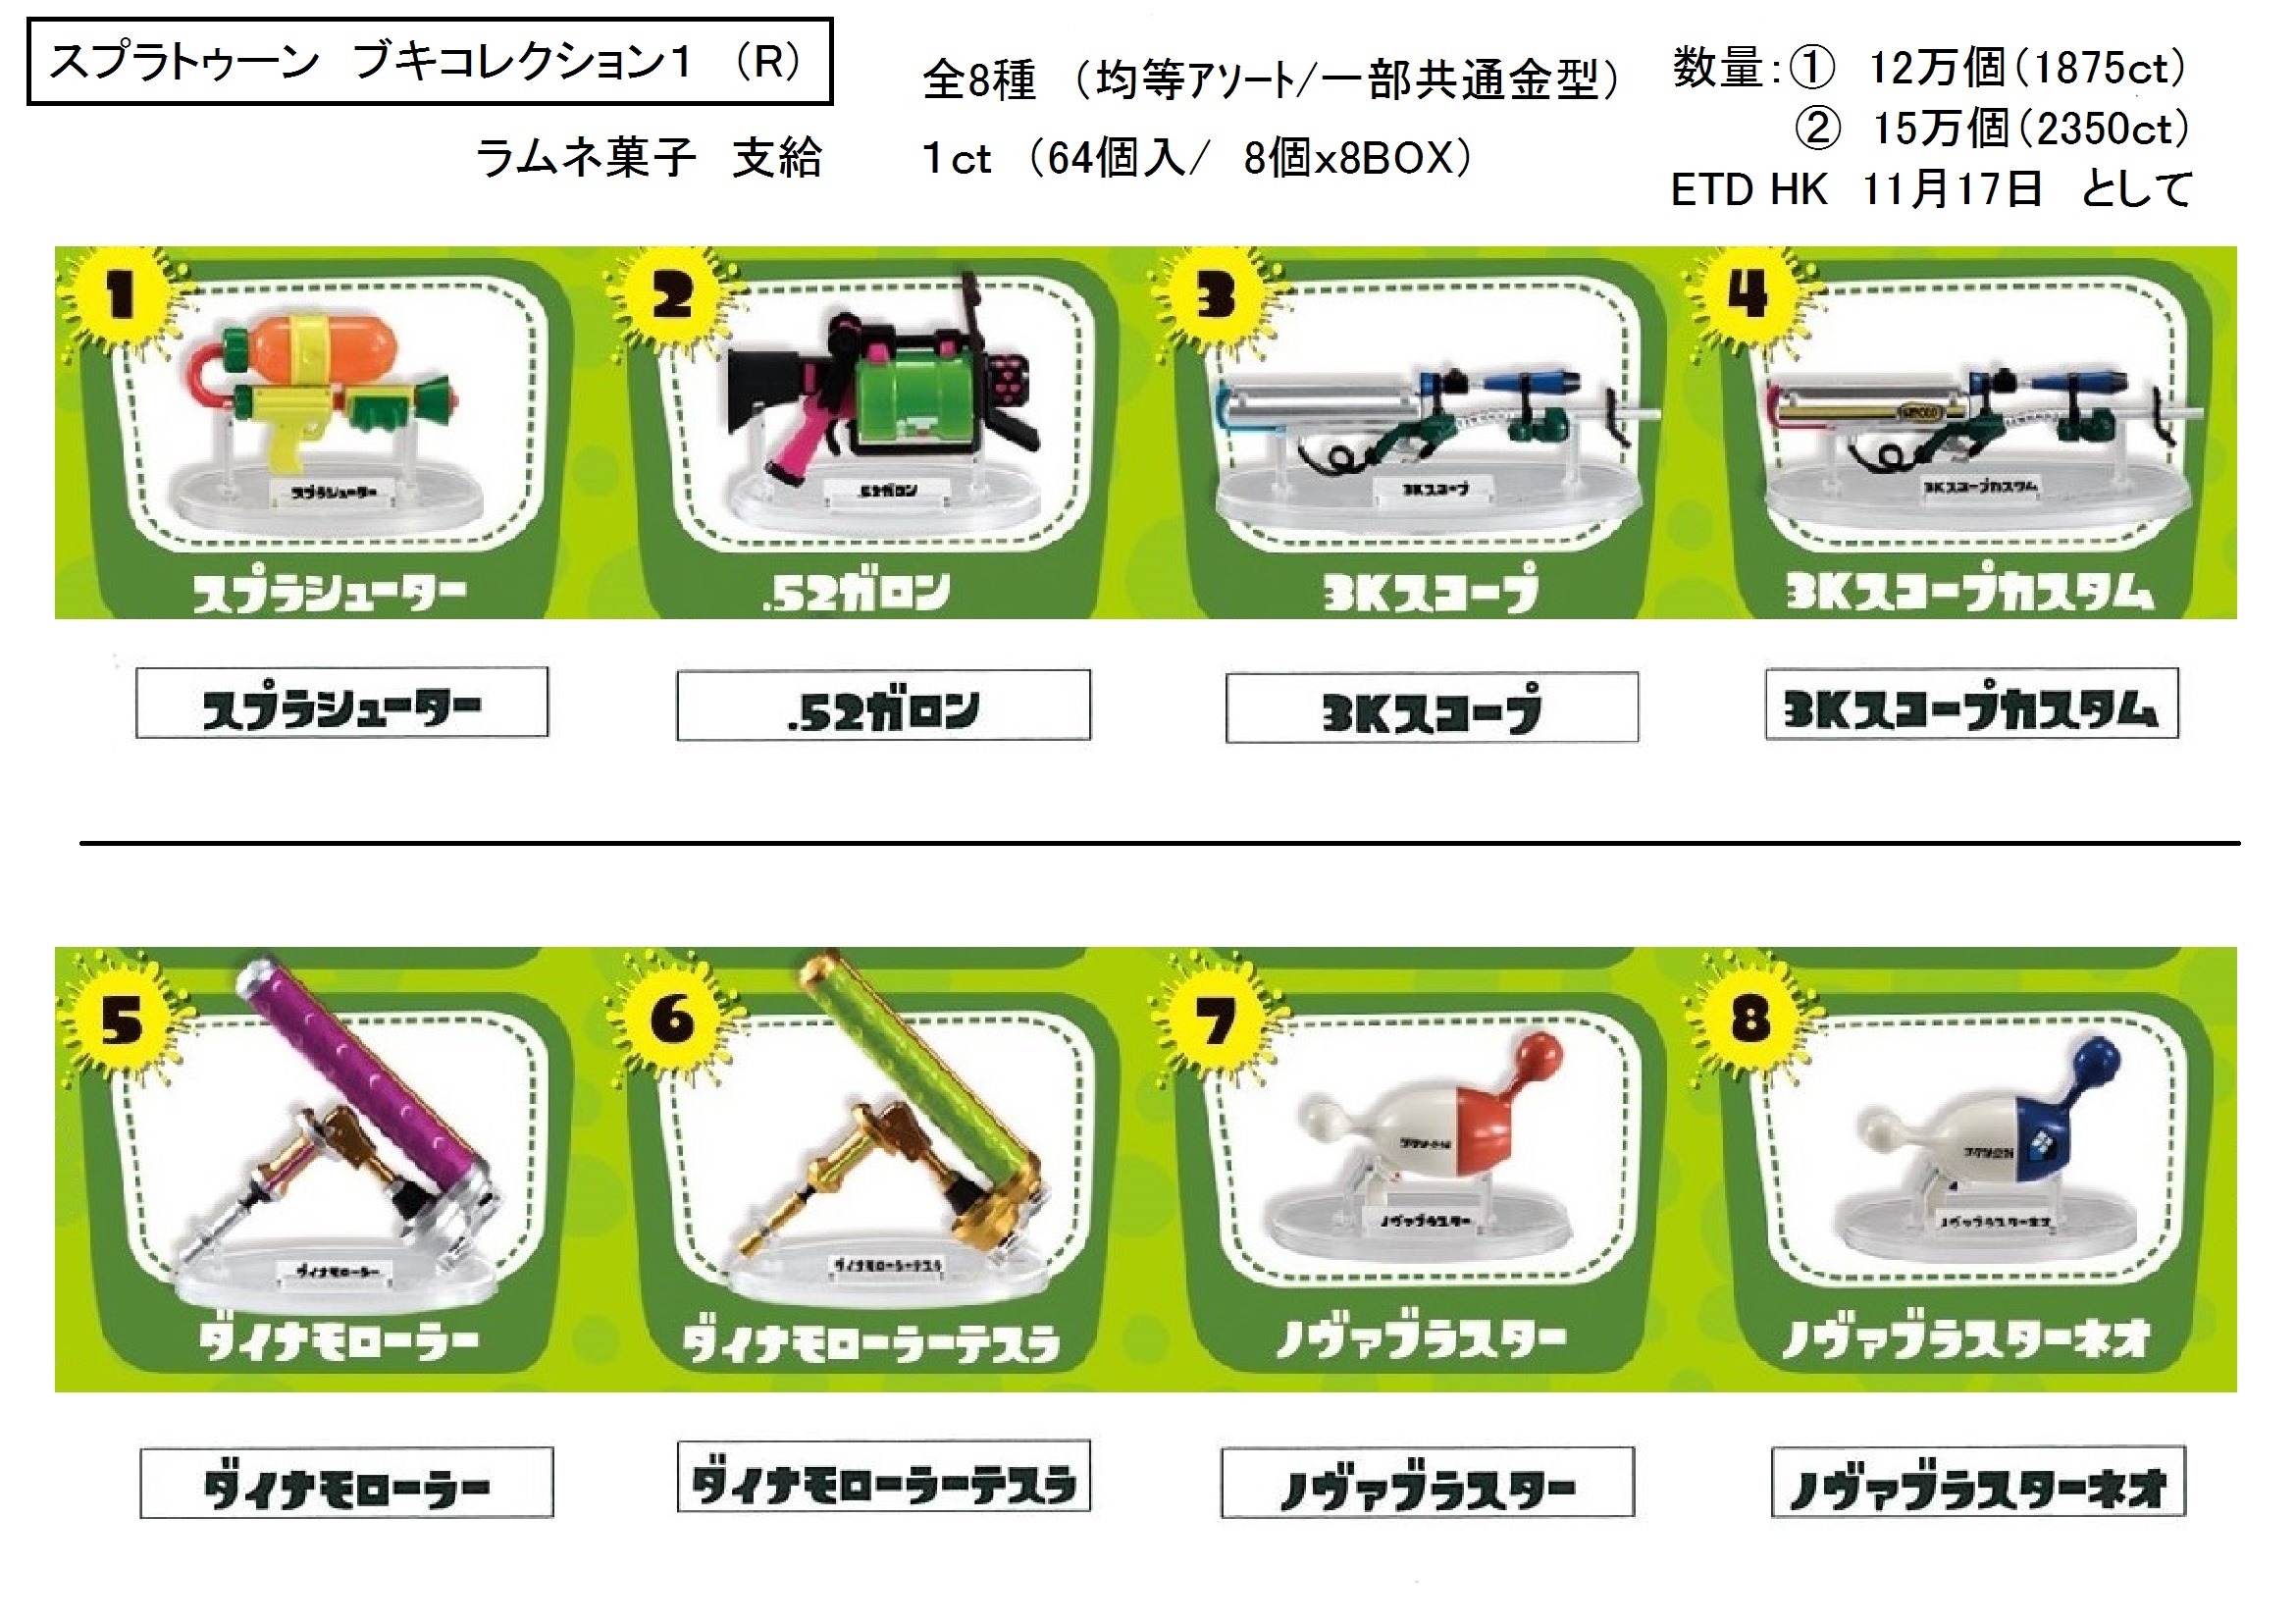 スプラトゥーン　ブキコレクション1　（R）
全8種　（均等ｱｿｰﾄ/一部共通金型）
数量：①　12万個（1875ct）
②　15万個（2350ct）
ラムネ菓子　支給
1ct　（64個入/　8個x8BOX）
ETD HK　11月17日　として
1
2
3
4
スプラシューター
.52ガロン
3Kスコープ
3Kスコープカスタム
スプラシューター
.52ガロン
3Kスコープ
3Kスコープカスタム
スプラシューター
.52ガロン
3Kスコープ
3Kスコープカスタム
5
6
7
8
ダイナモローラー
ダイナモローラーテスラ
ノヴァブラスター
ノヴァブラスターネオ
ダイナモローラー
ダイナモローラーテスラ
ノヴァブラスター
ノヴァブラスターネオ
ダイナモローラー
ダイナモローラーテスラ
ノヴァブラスター
ノヴァブラスターネオ